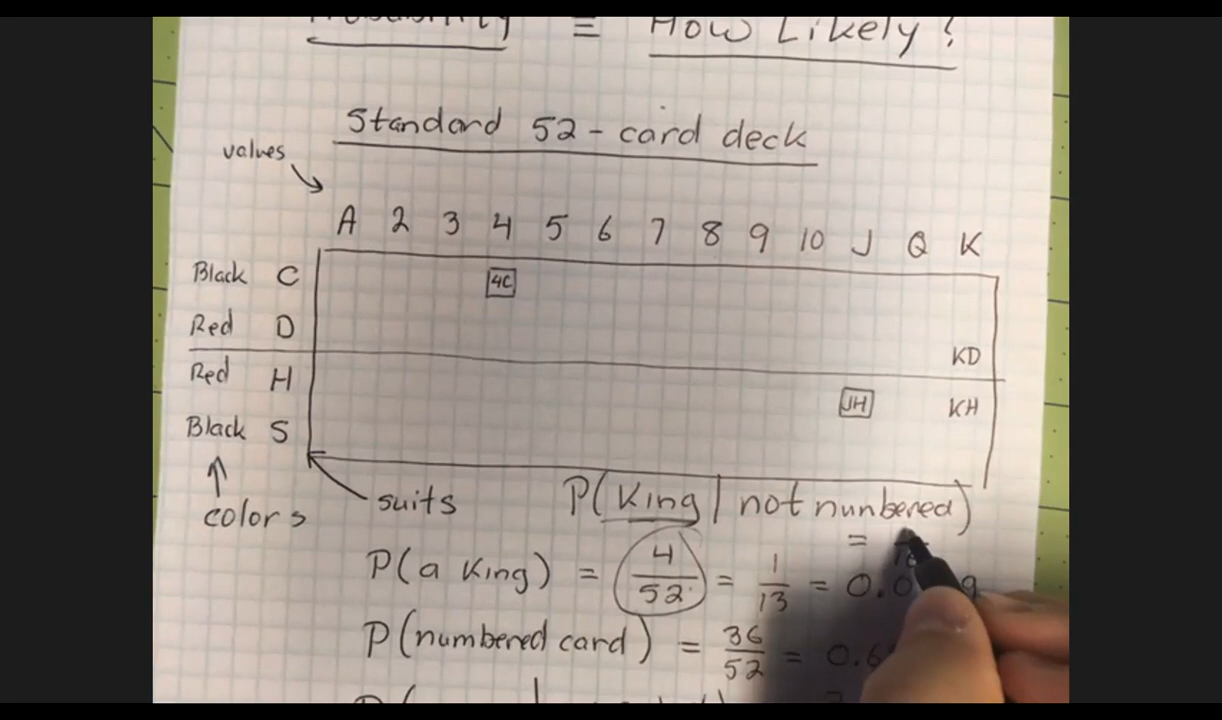 = How Likely?
Standard 52-card deck
values
A 2 3 4 5 6 7 8 9 10 J Q K
Black C 4C
Red D
KD
Red H JH KH
Black S
colors
suits
P(King | not nunbered)
=
P(a King) = 4/52 = 1/13 = 0.0
P(numbered card) = 36/52 = 0.6